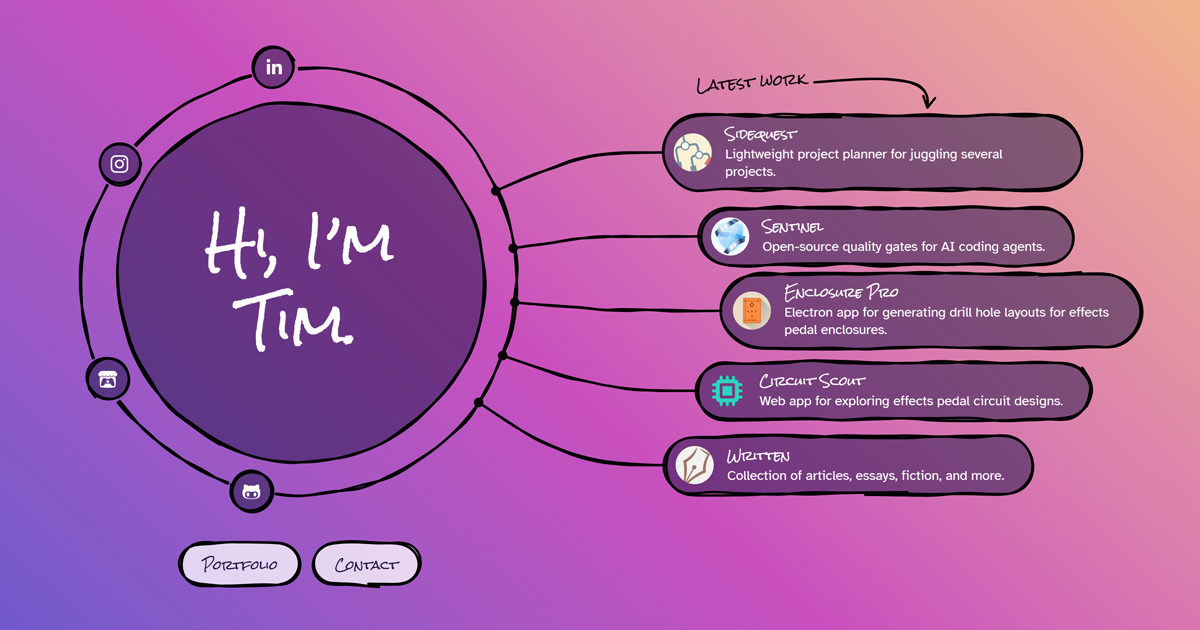 in
Hi, I'm
Tim.
Portfolio
Contact
Latest work
Sidequest
Lightweight project planner for juggling several
projects.
Sentinel
Open-source quality gates for AI coding agents.
Enclosure Pro
Electron app for generating drill hole layouts for effects
pedal enclosures.
Circuit Scout
Web app for exploring effects pedal circuit designs.
Written
Collection of articles, essays, fiction, and more.